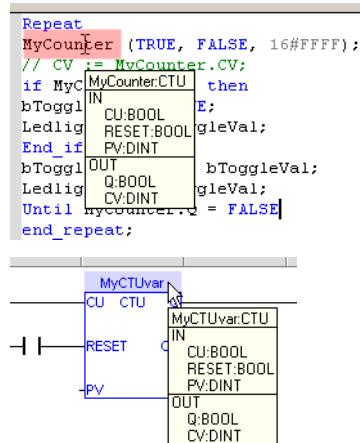 Repeat
MyCounter (TRUE, FALSE, 16#FFFF);
// CV := MyCounter.CV;
if MyC then
MyCounter:CTU
IN
CU:BOOL
RESET:BOOL
PV:DINT
OUT
Q:BOOL
CV:DINT
bToggl E;
Ledlig gleVal;
End_if
bToggl bToggleVal;
Ledlig gleVal;
Until MyCounter.Q = FALSE
end_repeat;
MyCTUvar
CU CTU Q
RESET C
PV
MyCTUvar:CTU
IN
CU:BOOL
RESET:BOOL
PV:DINT
OUT
Q:BOOL
CV:DINT